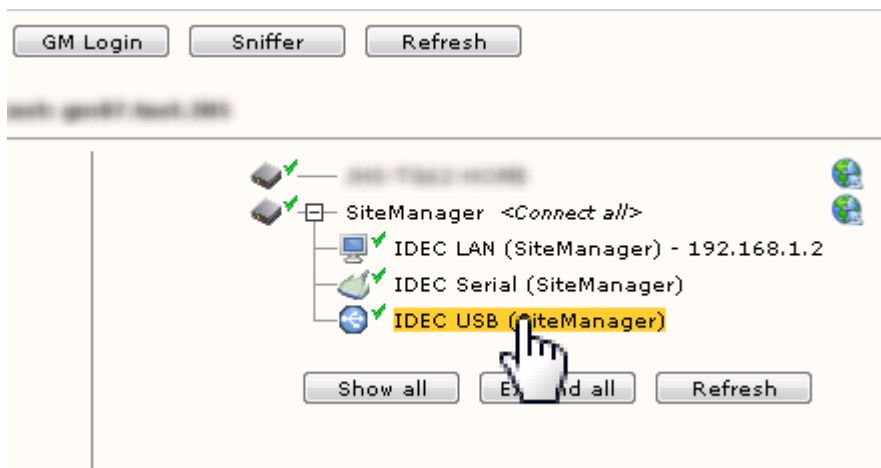 GM Login Sniffer Refresh
SiteManager <Connect all>
IDEC LAN (SiteManager) - 192.168.1.2
IDEC Serial (SiteManager)
IDEC USB (SiteManager)
Show all Expand all Refresh